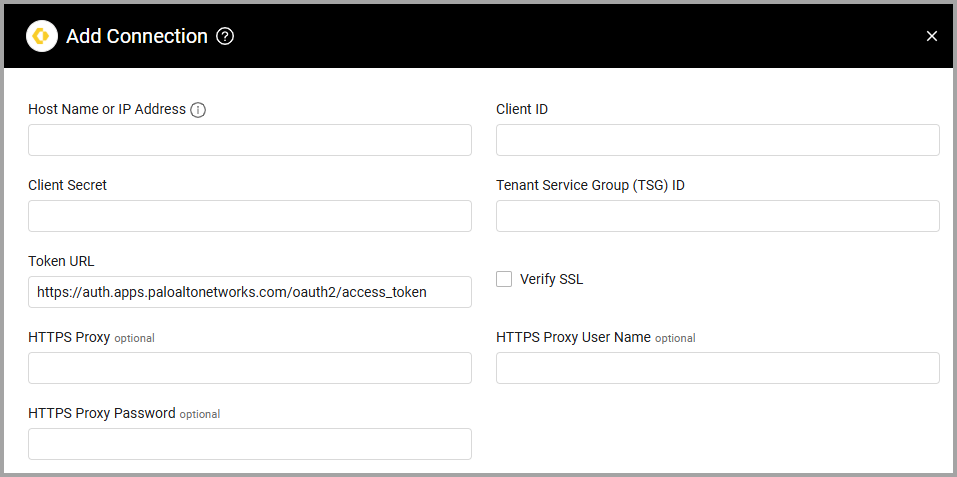 Add Connection ?
Host Name or IP Address i
Client ID
Client Secret
Tenant Service Group (TSG) ID
Token URL
https://auth.apps.paloaltonetworks.com/oauth2/access_token
Verify SSL
HTTPS Proxy optional
HTTPS Proxy User Name optional
HTTPS Proxy Password optional